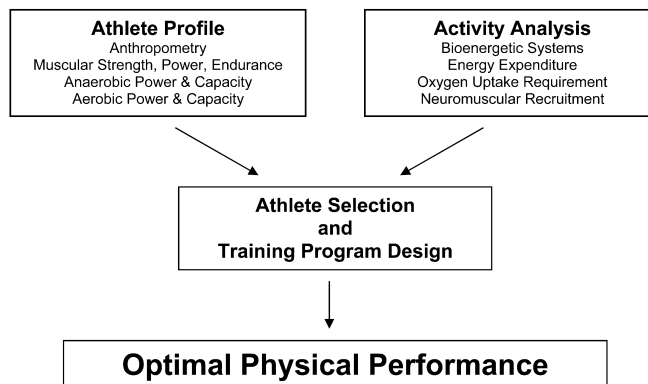 Athlete Profile
Anthropometry
Muscular Strength, Power, Endurance
Anaerobic Power & Capacity
Aerobic Power & Capacity
Activity Analysis
Bioenergetic Systems
Energy Expenditure
Oxygen Uptake Requirement
Neuromuscular Recruitment
Athlete Selection
and
Training Program Design
Optimal Physical Performance